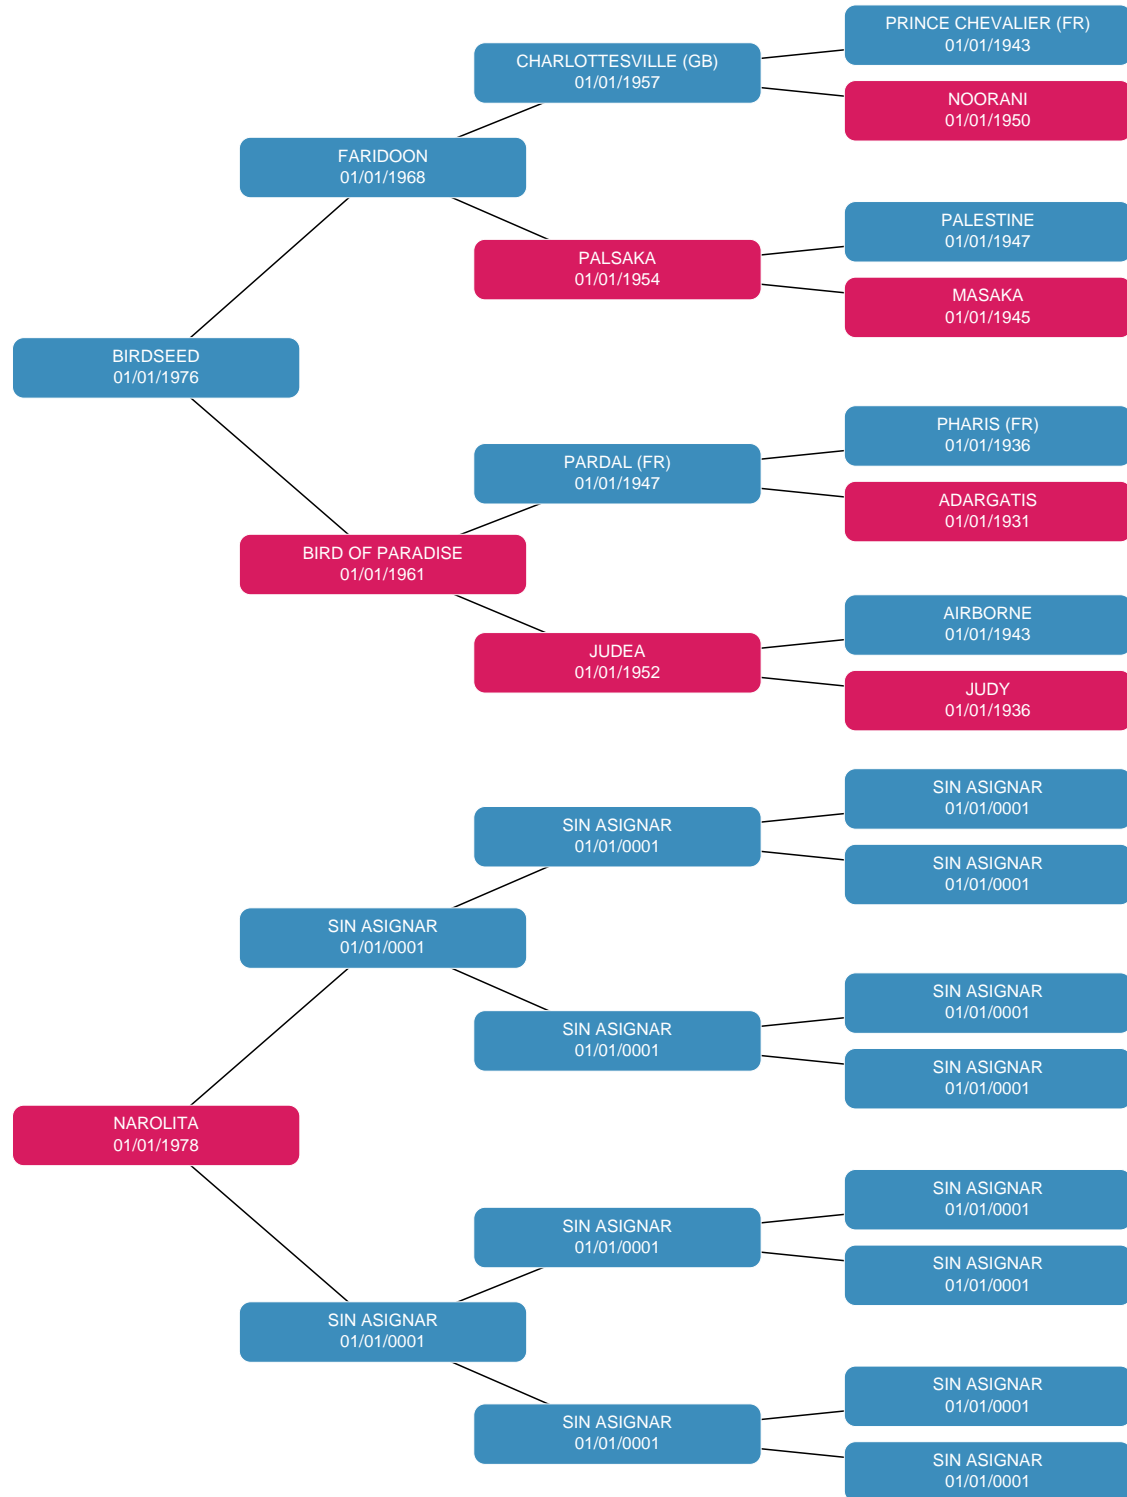 PRINCE CHEVALIER (FR)
01/01/1943
CHARLOTTESVILLE (GB)
01/01/1957
NOORANI
01/01/1950
FARIDOON
01/01/1968
PALESTINE
01/01/1947
PALSAKA
01/01/1954
MASAKA
01/01/1945
BIRDSEED
01/01/1976
PHARIS (FR)
01/01/1936
PARDAL (FR)
01/01/1947
ADARGATIS
01/01/1931
BIRD OF PARADISE
01/01/1961
AIRBORNE
01/01/1943
JUDEA
01/01/1952
JUDY
01/01/1936
SIN ASIGNAR
01/01/0001
SIN ASIGNAR
01/01/0001
SIN ASIGNAR
01/01/0001
SIN ASIGNAR
01/01/0001
SIN ASIGNAR
01/01/0001
SIN ASIGNAR
01/01/0001
SIN ASIGNAR
01/01/0001
NAROLITA
01/01/1978
SIN ASIGNAR
01/01/0001
SIN ASIGNAR
01/01/0001
SIN ASIGNAR
01/01/0001
SIN ASIGNAR
01/01/0001
SIN ASIGNAR
01/01/0001
SIN ASIGNAR
01/01/0001
SIN ASIGNAR
01/01/0001